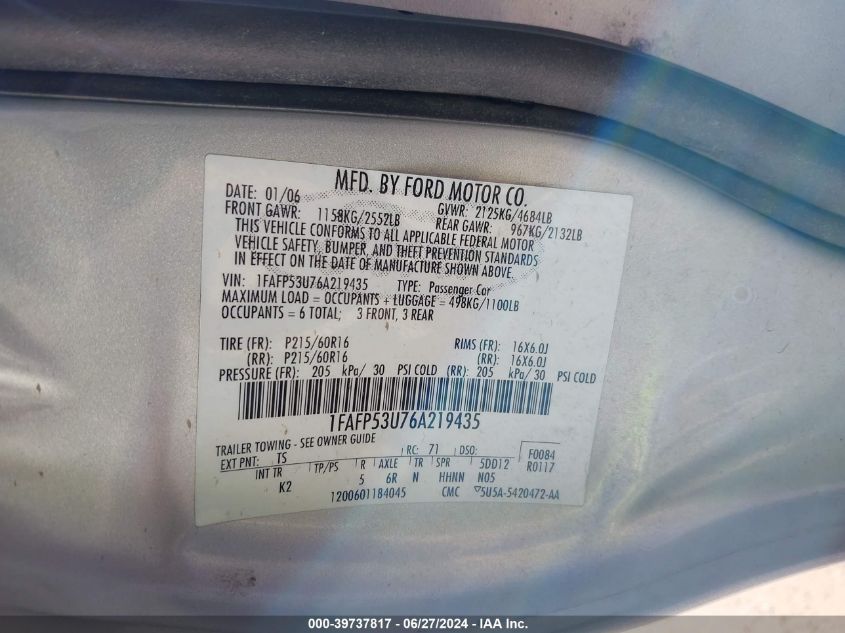 MFD. BY FORD MOTOR CO.
DATE: 01/06 GVWR: 2125KG/4684LB
FRONT GAWR: 1158KG/2552LB REAR GAWR: 967KG/2132LB
THIS VEHICLE CONFORMS TO ALL APPLICABLE FEDERAL MOTOR
VEHICLE SAFETY, BUMPER, AND THEFT PREVENTION STANDARDS
IN EFFECT ON THE DATE OF MANUFACTURE SHOWN ABOVE.
VIN: 1FAFP53U76A219435 TYPE: Passenger Car
MAXIMUM LOAD = OCCUPANTS + LUGGAGE = 498KG/1100LB
OCCUPANTS = 6 TOTAL; 3 FRONT, 3 REAR
TIRE (FR): P215/60R16 RIMS (FR): 16X6.0J
(RR): P215/60R16 (RR): 16X6.0J
PRESSURE (FR): 205 kPa/ 30 PSI COLD (RR): 205 kPa/ 30 PSI COLD
1FAFP53U76A219435
TRAILER TOWING - SEE OWNER GUIDE RC: 71 DSO: F0084
EXT PNT: TS R0117
INT TR TP/PS R AXLE TR SPR 5DD12
K2 5 6R N HHNN N05
1200601184045 CMC ▽5U5A-5420472-AA
000-39737817 - 06/27/2024 - IAA Inc.